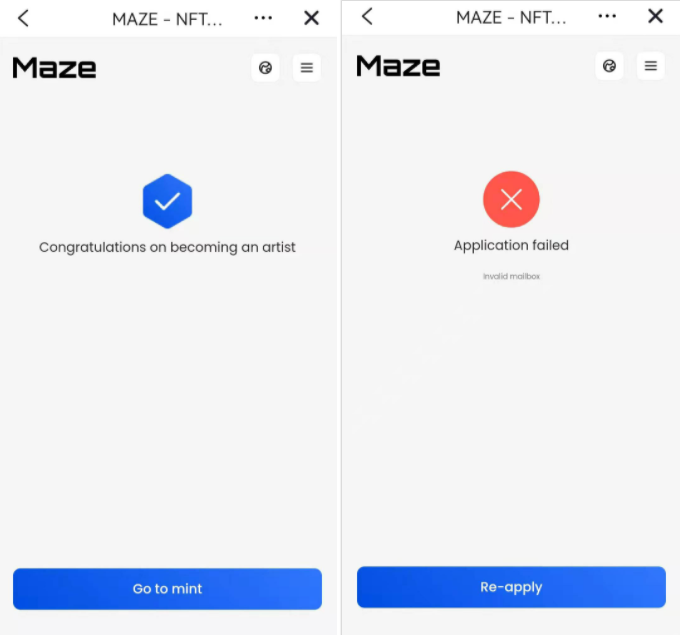 MAZE - NFT...
Maze
Congratulations on becoming an artist
Go to mint
MAZE - NFT...
Maze
Application failed
Invalid mailbox
Re-apply